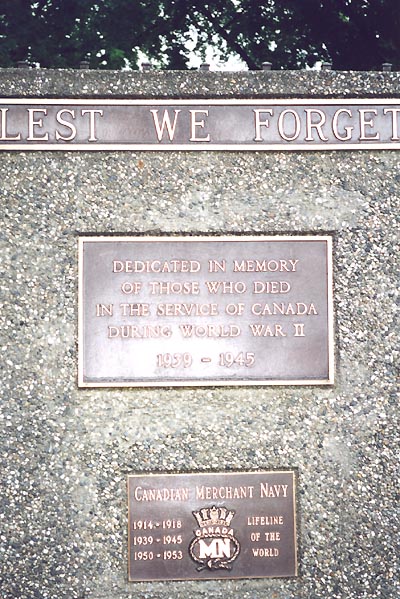 LEST WE FORGET
DEDICATED IN MEMORY
OF THOSE WHO DIED
IN THE SERVICE OF CANADA
DURING WORLD WAR II
1939 - 1945
CANADIAN MERCHANT NAVY
1914 - 1918
1939 - 1945
1950 - 1953
CANADA
MN
LIFELINE
OF THE
WORLD